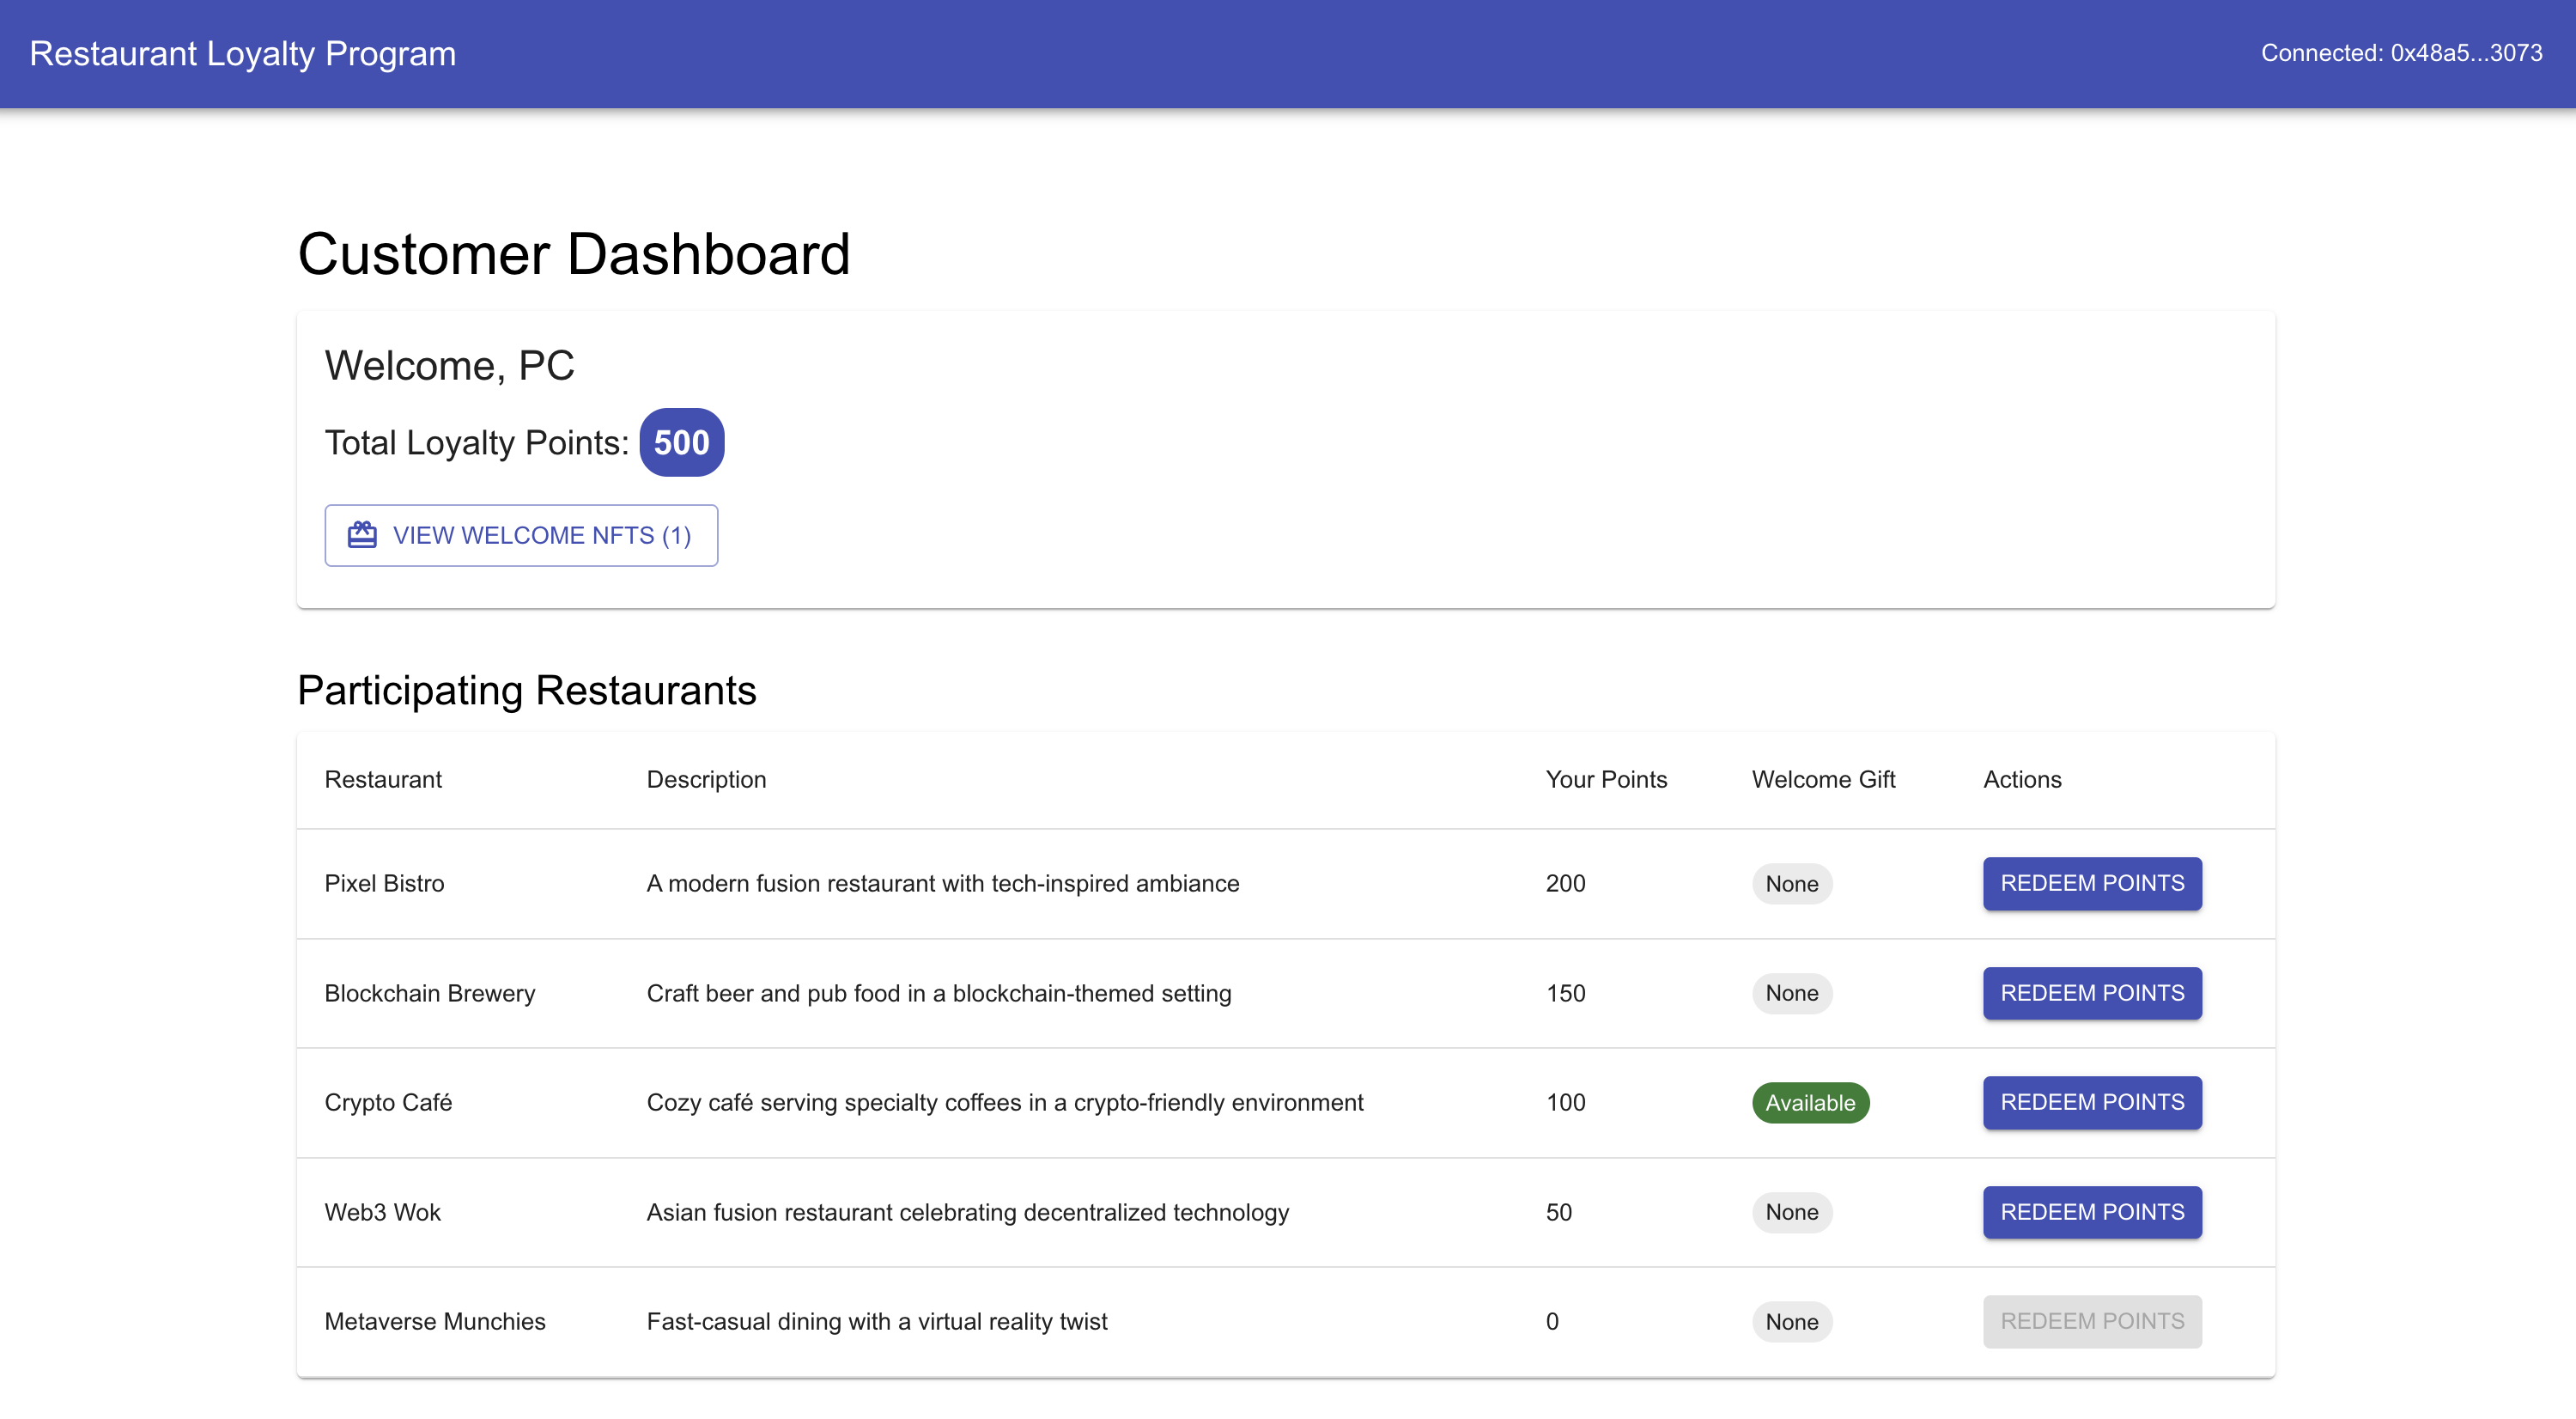 Restaurant Loyalty Program
Connected: 0x48a5...3073
Customer Dashboard
Welcome, PC
Total Loyalty Points: 500
VIEW WELCOME NFTS (1)
Participating Restaurants
Restaurant Description Your Points Welcome Gift Actions
Pixel Bistro A modern fusion restaurant with tech-inspired ambiance 200 None REDEEM POINTS
Blockchain Brewery Craft beer and pub food in a blockchain-themed setting 150 None REDEEM POINTS
Crypto Café Cozy café serving specialty coffees in a crypto-friendly environment 100 Available REDEEM POINTS
Web3 Wok Asian fusion restaurant celebrating decentralized technology 50 None REDEEM POINTS
Metaverse Munchies Fast-casual dining with a virtual reality twist 0 None REDEEM POINTS